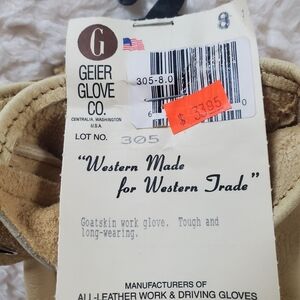 G
8
GEIER
GLOVE
CO.
CENTRALIA, WASHINGTON
U.S.A.
305-8.0
$ 33.95
LOT NO. 305
"Western Made
for Western Trade"
Goatskin work glove. Tough and
long-wearing.
MANUFACTURERS OF
ALL-LEATHER WORK & DRIVING GLOVES